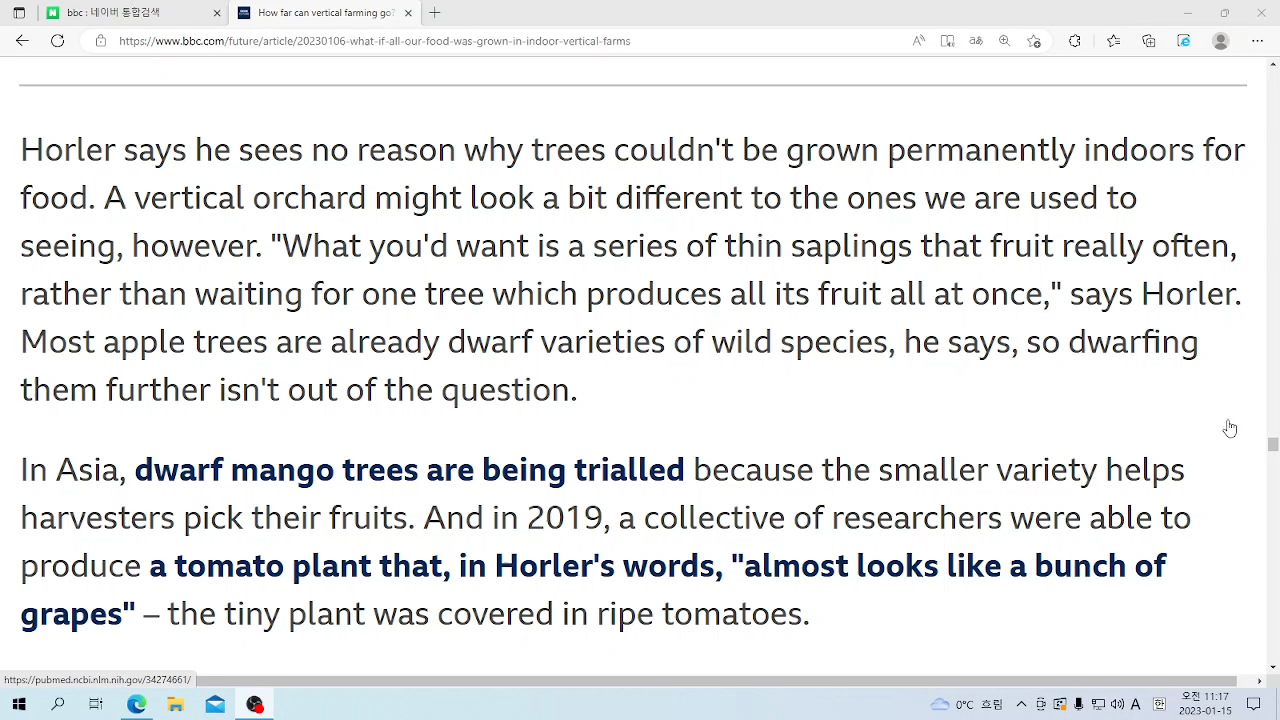 bbc : 네이버 통합검색
How far can vertical farming go?
https://www.bbc.com/future/article/20230106-what-if-all-our-food-was-grown-in-indoor-vertical-farms
Horler says he sees no reason why trees couldn't be grown permanently indoors for
food. A vertical orchard might look a bit different to the ones we are used to
seeing, however. "What you'd want is a series of thin saplings that fruit really often,
rather than waiting for one tree which produces all its fruit all at once," says Horler.
Most apple trees are already dwarf varieties of wild species, he says, so dwarfing
them further isn't out of the question.
In Asia, dwarf mango trees are being trialled because the smaller variety helps
harvesters pick their fruits. And in 2019, a collective of researchers were able to
produce a tomato plant that, in Horler's words, "almost looks like a bunch of
grapes" – the tiny plant was covered in ripe tomatoes.
https://pubmed.ncbi.nlm.nih.gov/34274661/
0°C 흐림
A
오전 11:17
2023-01-15